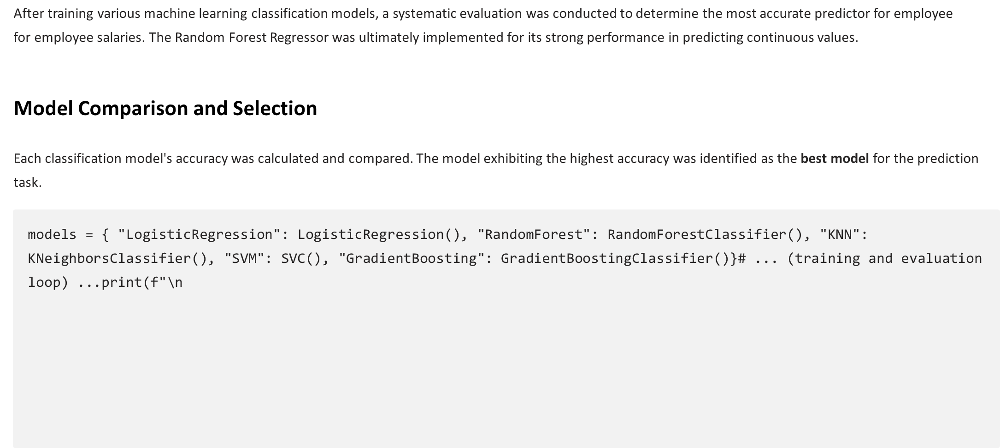 After training various machine learning classification models, a systematic evaluation was conducted to determine the most accurate predictor for employee
for employee salaries. The Random Forest Regressor was ultimately implemented for its strong performance in predicting continuous values.
Model Comparison and Selection
Each classification model's accuracy was calculated and compared. The model exhibiting the highest accuracy was identified as the best model for the prediction
task.
models = { "LogisticRegression": LogisticRegression(), "RandomForest": RandomForestClassifier(), "KNN":
KNeighborsClassifier(), "SVM": SVC(), "GradientBoosting": GradientBoostingClassifier()}# ... (training and evaluation
loop) ...print(f"\n